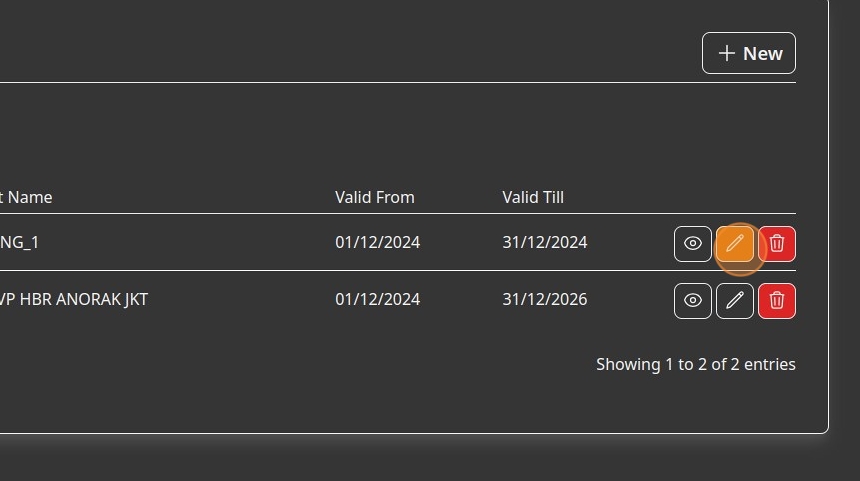 New
t Name Valid From Valid Till
NG_1 01/12/2024 31/12/2024
VP HBR ANORAK JKT 01/12/2024 31/12/2026
Showing 1 to 2 of 2 entries